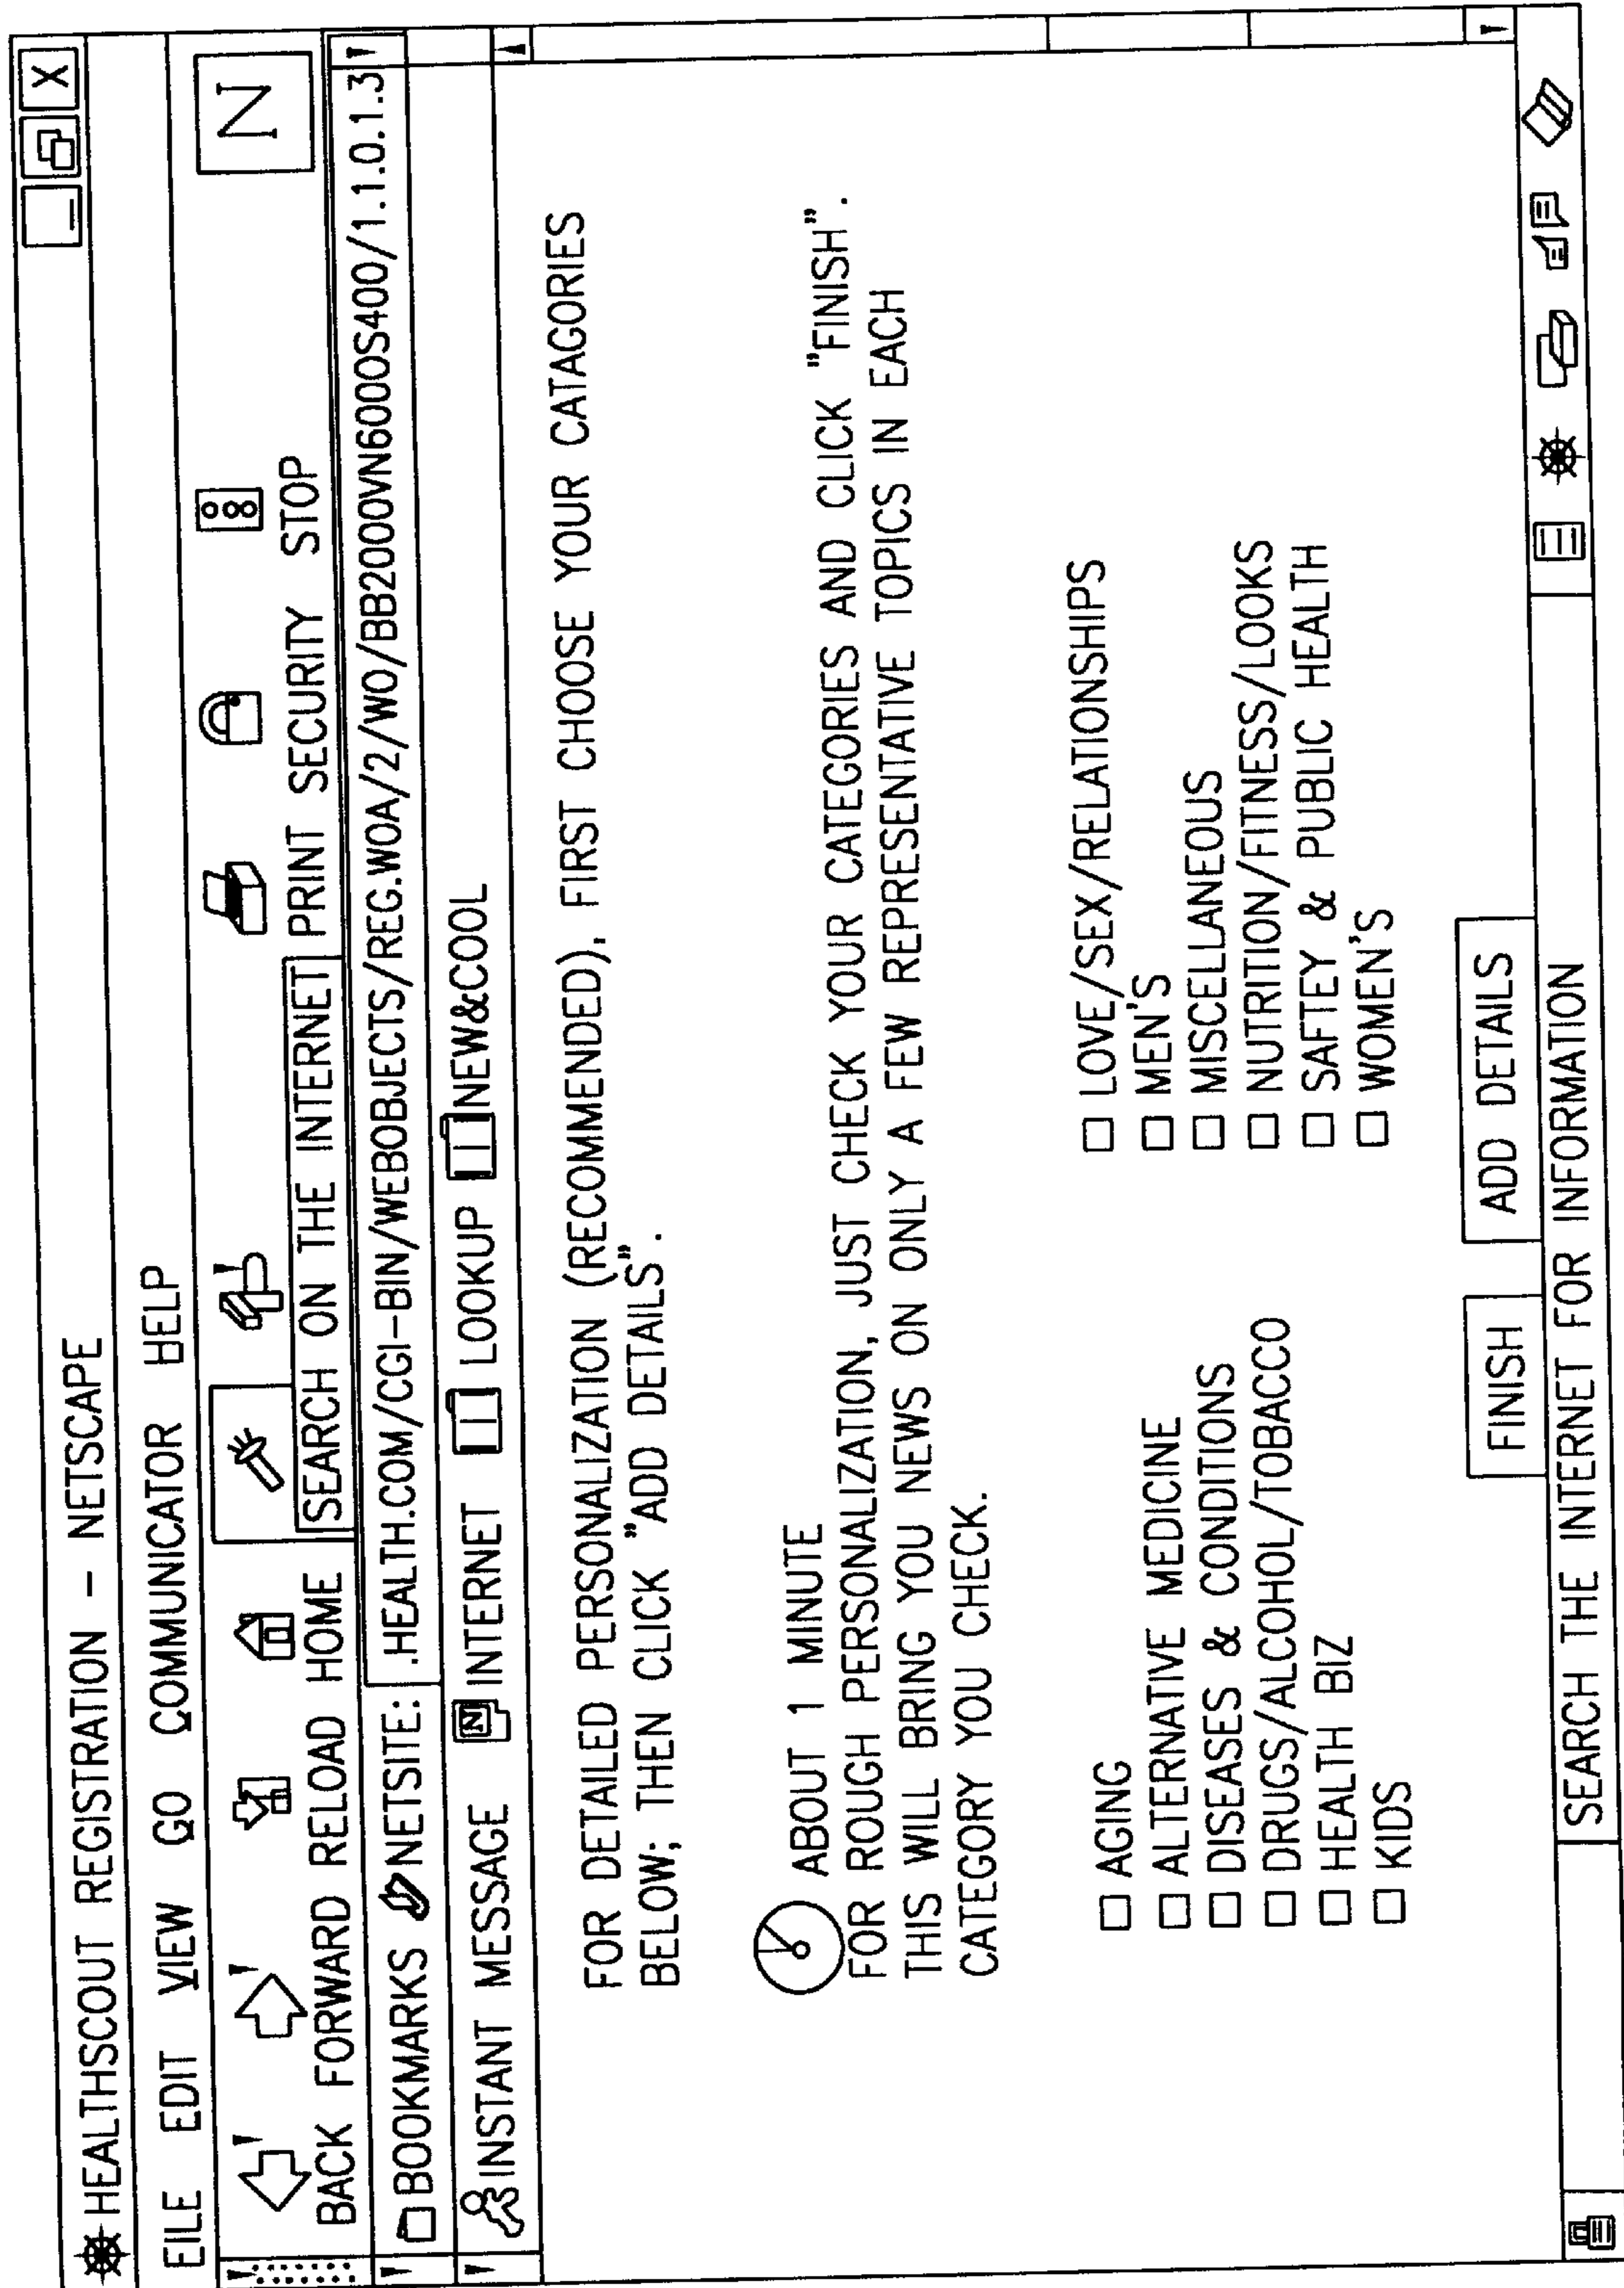 HEALTHSCOUT REGISTRATION - NETSCAPE
FILE EDIT VIEW GO COMMUNICATOR HELP
N
BACK FORWARD RELOAD HOME SEARCH ON THE INTERNET PRINT SECURITY STOP
BOOKMARKS NETSITE: .HEALTH.COM/CGI-BIN/WEBOBJECTS/REG.WOA/2/WO/BB2000VN6000S400/1.1.0.1.3
INSTANT MESSAGE N INTERNET LOOKUP NEW&COOL
FOR DETAILED PERSONALIZATION (RECOMMENDED), FIRST CHOOSE YOUR CATAGORIES
BELOW; THEN CLICK "ADD DETAILS".
ABOUT 1 MINUTE
FOR ROUGH PERSONALIZATION, JUST CHECK YOUR CATEGORIES AND CLICK "FINISH".
THIS WILL BRING YOU NEWS ON ONLY A FEW REPRESENTATIVE TOPICS IN EACH
CATEGORY YOU CHECK.
AGING
ALTERNATIVE MEDICINE
DISEASES & CONDITIONS
DRUGS/ALCOHOL/TOBACCO
HEALTH BIZ
KIDS
LOVE/SEX/RELATIONSHIPS
MEN'S
MISCELLANEOUS
NUTRITION/FITNESS/LOOKS
SAFTEY & PUBLIC HEALTH
WOMEN'S
FINISH ADD DETAILS
SEARCH THE INTERNET FOR INFORMATION